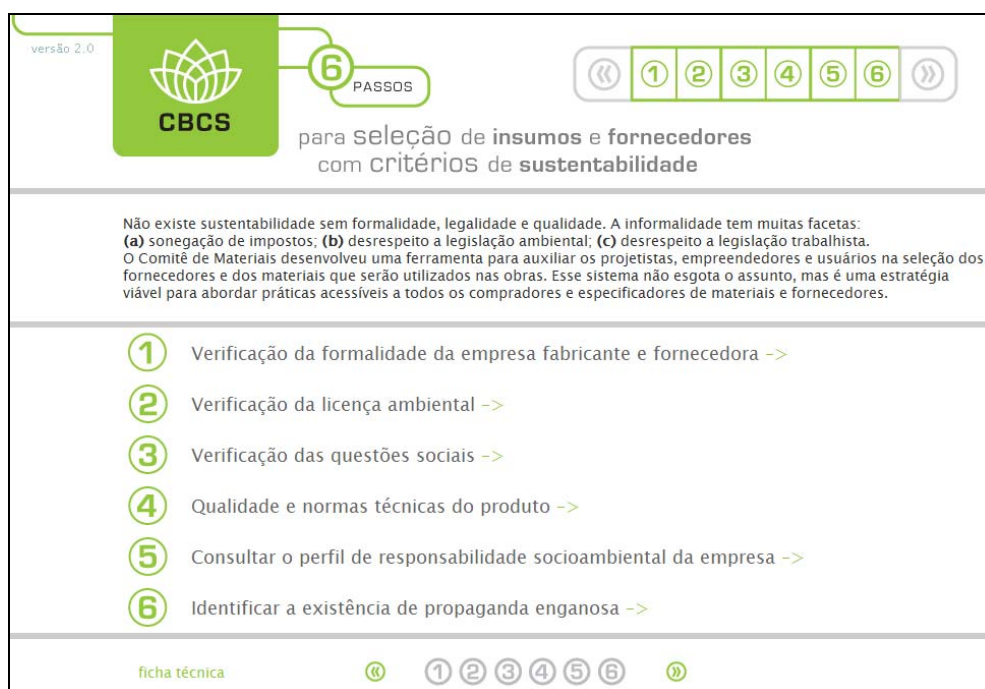 versão 2.0
CBCS
6
PASSOS
1 2 3 4 5 6
para seleção de insumos e fornecedores
com critérios de sustentabilidade
Não existe sustentabilidade sem formalidade, legalidade e qualidade. A informalidade tem muitas facetas:
(a) sonegação de impostos; (b) desrespeito a legislação ambiental; (c) desrespeito a legislação trabalhista.
O Comitê de Materiais desenvolveu uma ferramenta para auxiliar os projetistas, empreendedores e usuários na seleção dos
fornecedores e dos materiais que serão utilizados nas obras. Esse sistema não esgota o assunto, mas é uma estratégia
viável para abordar práticas acessíveis a todos os compradores e especificadores de materiais e fornecedores.
1 Verificação da formalidade da empresa fabricante e fornecedora ->
2 Verificação da licença ambiental ->
3 Verificação das questões sociais ->
4 Qualidade e normas técnicas do produto ->
5 Consultar o perfil de responsabilidade socioambiental da empresa ->
6 Identificar a existência de propaganda enganosa ->
ficha técnica « 1 2 3 4 5 6 »